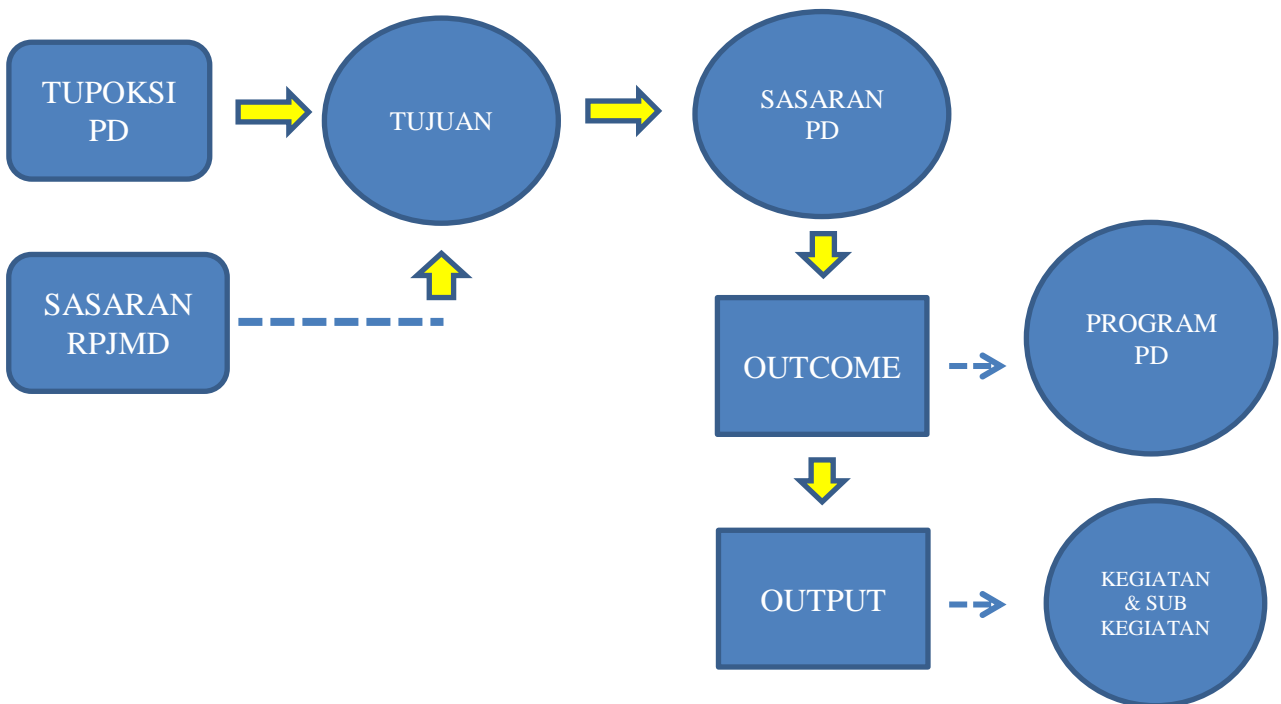 TUPOKSI
PD
TUJUAN
SASARAN
PD
SASARAN
RPJMD
OUTCOME
PROGRAM
PD
OUTPUT
KEGIATAN
& SUB
KEGIATAN